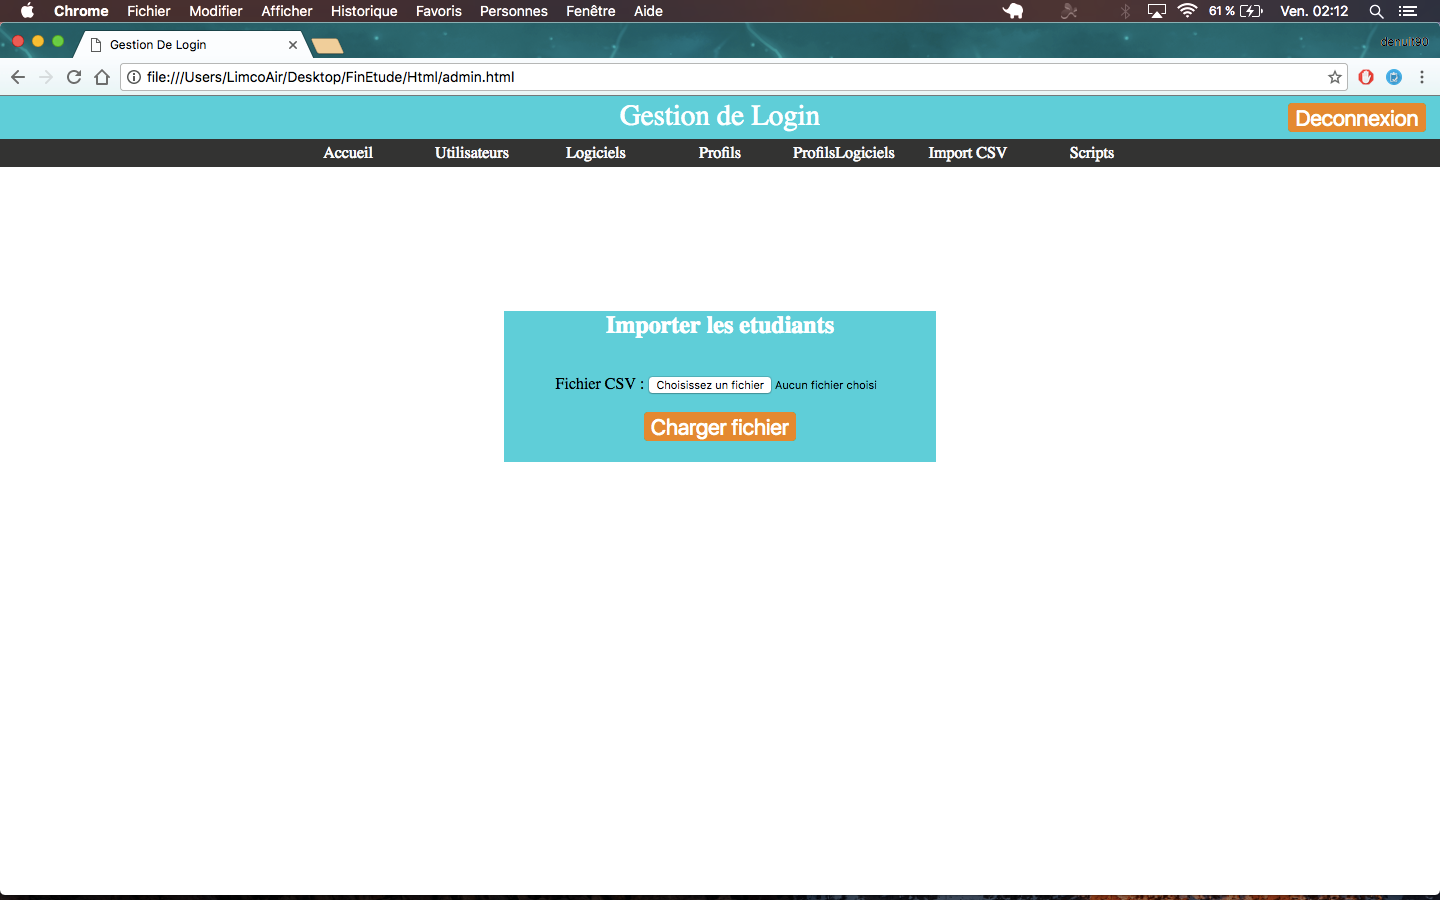 Chrome Fichier Modifier Afficher Historique Favoris Personnes Fenêtre Aide 61 % Ven. 02:12
Gestion De Login
file:///Users/LimcoAir/Desktop/FinEtude/Html/admin.html
Gestion de Login
Deconnexion
Accueil Utilisateurs Logiciels Profils ProfilsLogiciels Import CSV Scripts
Importer les etudiants
Fichier CSV : Choisissez un fichier Aucun fichier choisi
Charger fichier